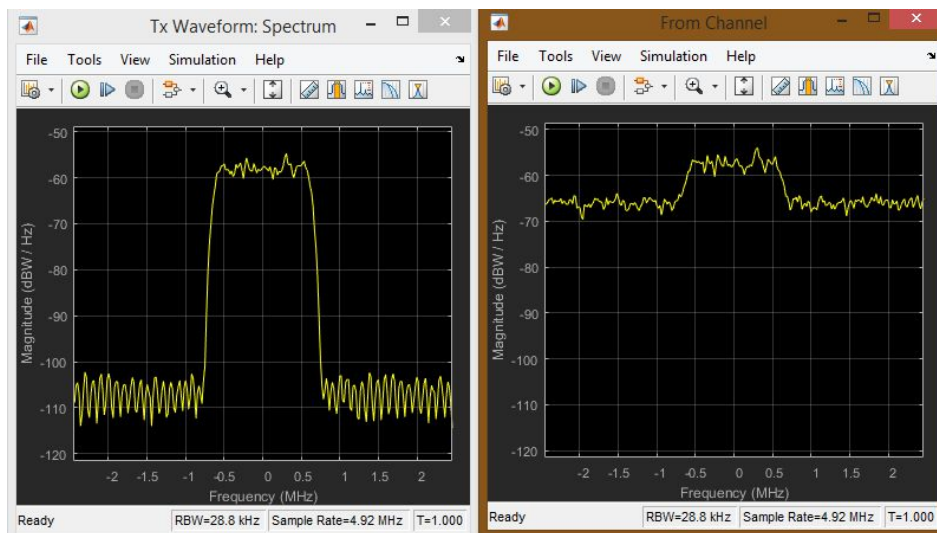 Tx Waveform: Spectrum
File Tools View Simulation Help
-50
-60
-70
-80
-90
-100
-110
-120
Magnitude (dBW / Hz)
-2 -1.5 -1 -0.5 0 0.5 1 1.5 2
Frequency (MHz)
Ready RBW=28.8 kHz Sample Rate=4.92 MHz T=1.000
From Channel
File Tools View Simulation Help
-50
-60
-70
-80
-90
-100
-110
-120
Magnitude (dBW / Hz)
-2 -1.5 -1 -0.5 0 0.5 1 1.5 2
Frequency (MHz)
Ready RBW=28.8 kHz Sample Rate=4.92 MHz T=1.000